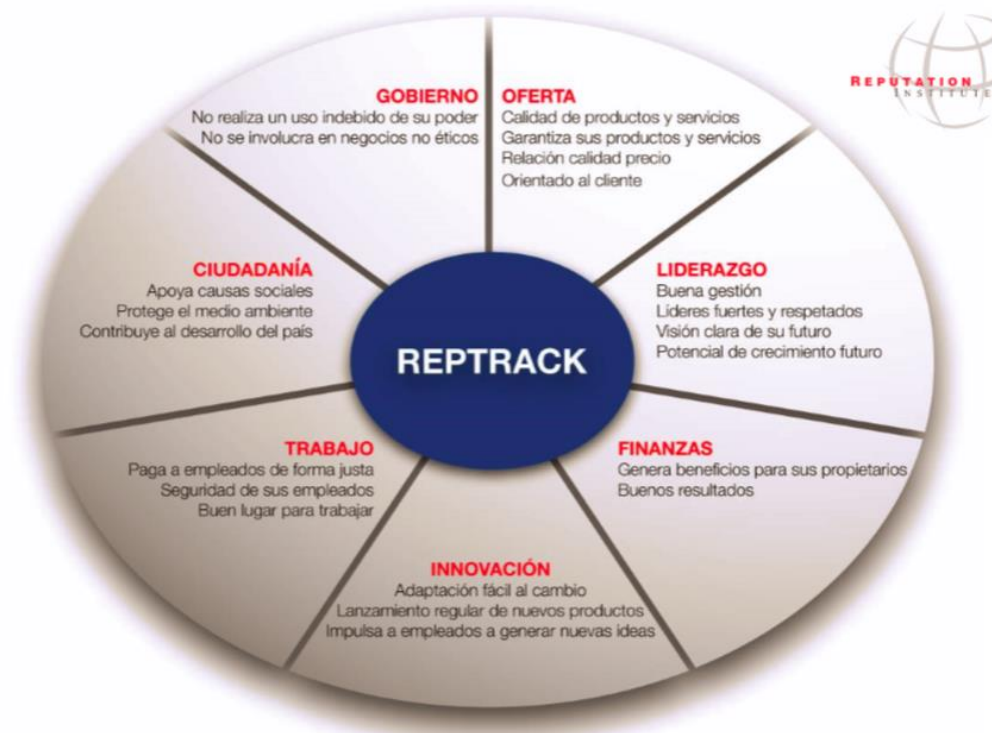 REPUTATION
INSTITUTE
GOBIERNO
No realiza un uso indebido de su poder
No se involucra en negocios no éticos
OFERTA
Calidad de productos y servicios
Garantiza sus productos y servicios
Relación calidad precio
Orientado al cliente
CIUDADANÍA
Apoya causas sociales
Protege el medio ambiente
Contribuye al desarrollo del país
LIDERAZGO
Buena gestión
Líderes fuertes y respetados
Visión clara de su futuro
Potencial de crecimiento futuro
REPTRACK
TRABAJO
Paga a empleados de forma justa
Seguridad de sus empleados
Buen lugar para trabajar
FINANZAS
Genera beneficios para sus propietarios
Buenos resultados
INNOVACIÓN
Adaptación fácil al cambio
Lanzamiento regular de nuevos productos
Impulsa a empleados a generar nuevas ideas